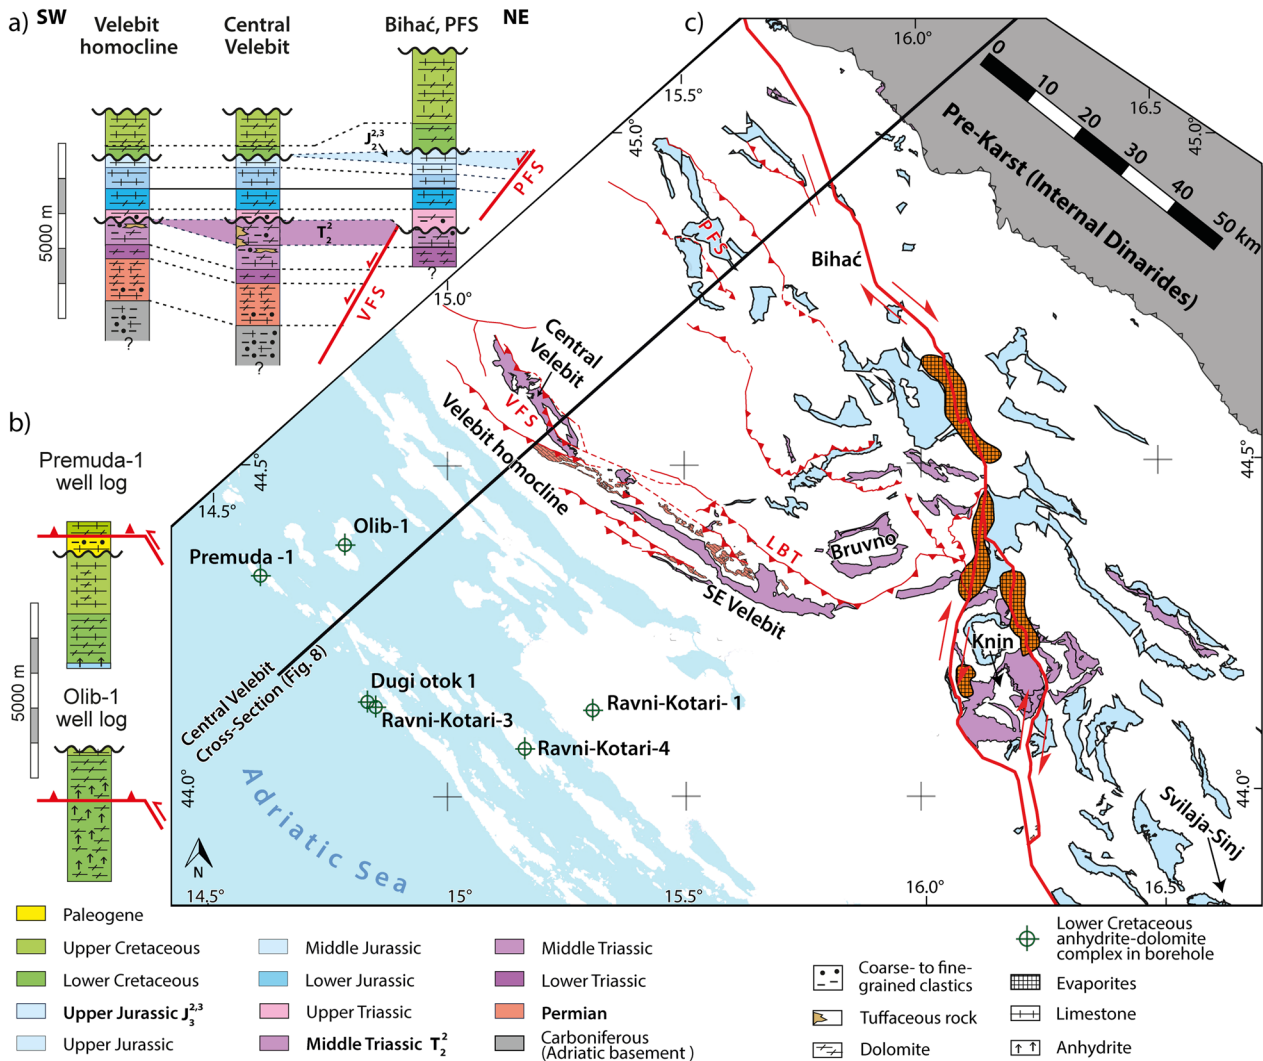 a) SW
NE
Velebit
homocline
Central
Velebit
Bihać, PFS
J 2,3 2
T 2 2
PFS
VFS
5000 m
?
?
?
b)
Premuda-1
well log
Olib-1
well log
5000 m
c)
16.0°
16.5
45.0°
15.5°
45.0°
15.0°
44.5°
14.5°
44.0°
14.5°
15°
15.5°
16.0°
16.5°
44.0°
44.5°
0
10
20
30
40
50 km
Pre-Karst (Internal Dinarides)
PFS
Bihać
Central
Velebit
VFS
Velebit homocline
LBT
Bruvno
SE Velebit
Knin
Svilaja-Sinj
Olib-1
Premuda -1
Dugi otok 1
Ravni-Kotari-3
Ravni-Kotari- 1
Ravni-Kotari-4
Central Velebit
Cross-Section (Fig. 8)
Adriatic Sea
N
Paleogene
Upper Cretaceous
Lower Cretaceous
Upper Jurassic J 2,3 3
Upper Jurassic
Middle Jurassic
Lower Jurassic
Upper Triassic
Middle Triassic T 2 2
Middle Triassic
Lower Triassic
Permian
Carboniferous
(Adriatic basement )
Coarse- to fine-
grained clastics
Tuffaceous rock
Dolomite
Lower Cretaceous
anhydrite-dolomite
complex in borehole
Evaporites
Limestone
Anhydrite